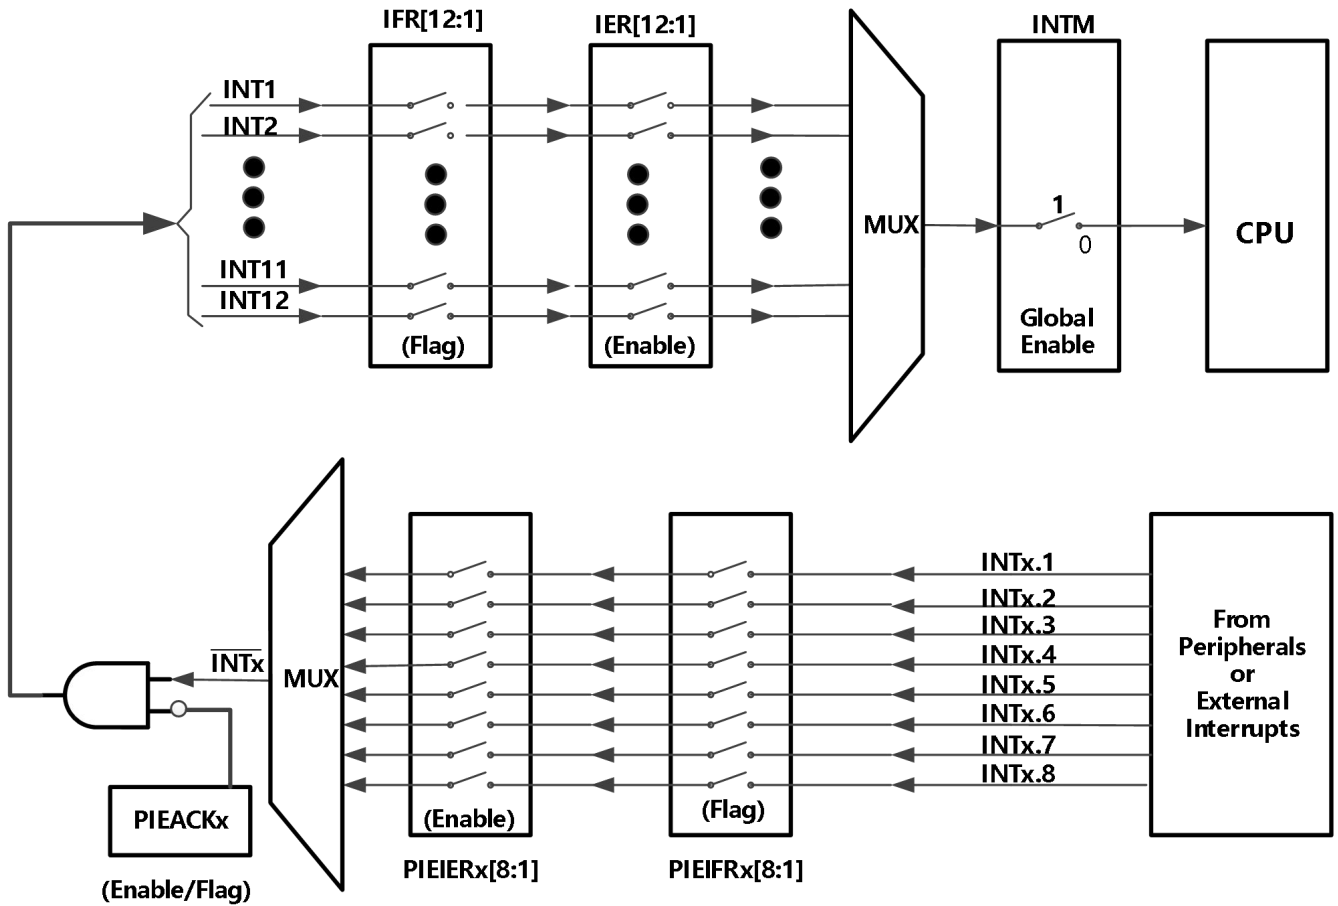 IFR[12:1]
IER[12:1]
INTM
INT1
INT2
INT11
INT12
(Flag)
(Enable)
MUX
1
0
Global
Enable
CPU
INTx
MUX
PIEACKx
(Enable/Flag)
(Enable)
PIEIERx[8:1]
(Flag)
PIEIFRx[8:1]
INTx.1
INTx.2
INTx.3
INTx.4
INTx.5
INTx.6
INTx.7
INTx.8
From
Peripherals
or
External
Interrupts